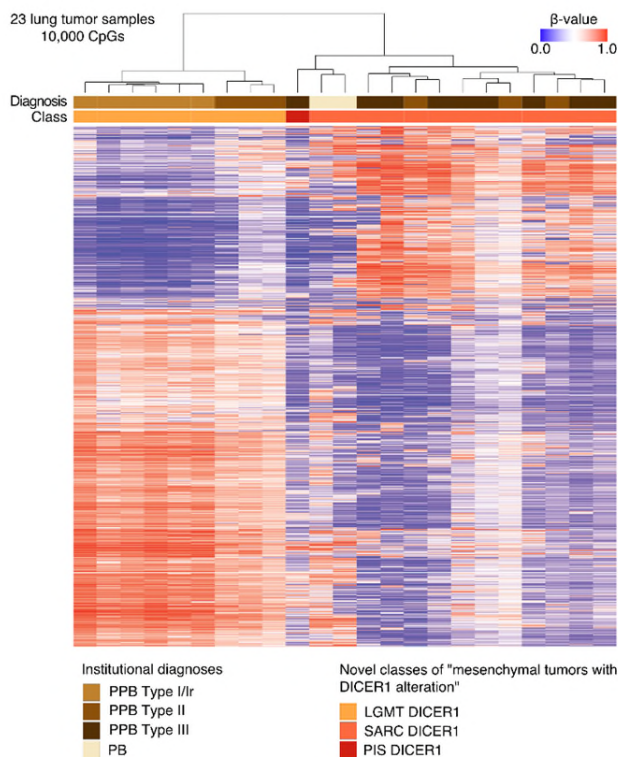 23 lung tumor samples
10,000 CpGs
β-value
0.0 1.0
Diagnosis
Class
Institutional diagnoses
PPB Type I/Ir
PPB Type II
PPB Type III
PB
Novel classes of "mesenchymal tumors with
DICER1 alteration"
LGMT DICER1
SARC DICER1
PIS DICER1